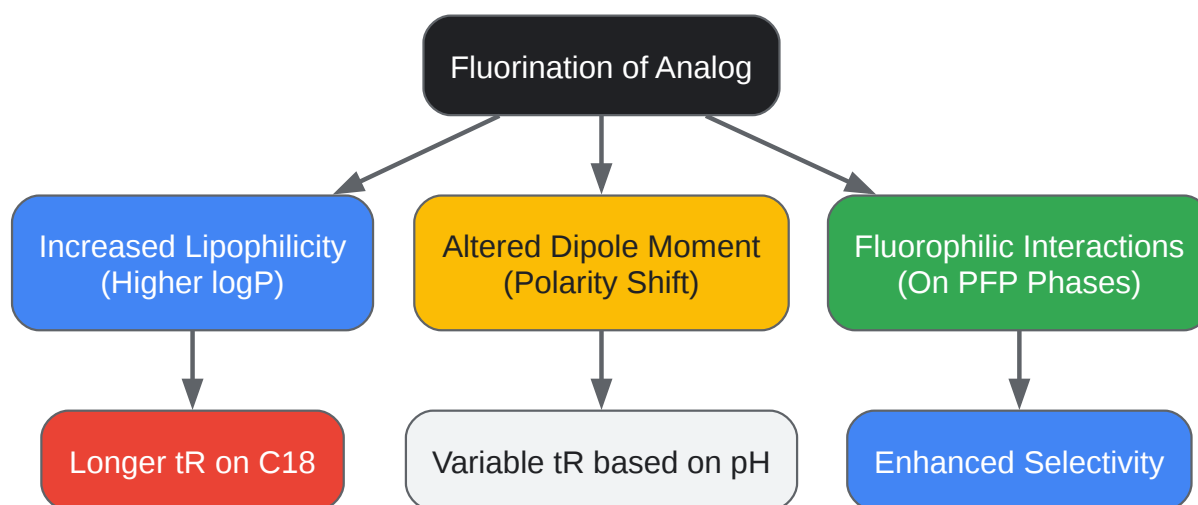 Fluorination of Analog
Increased Lipophilicity
(Higher logP)
Altered Dipole Moment
(Polarity Shift)
Fluorophilic Interactions
(On PFP Phases)
Longer tR on C18
Variable tR based on pH
Enhanced Selectivity